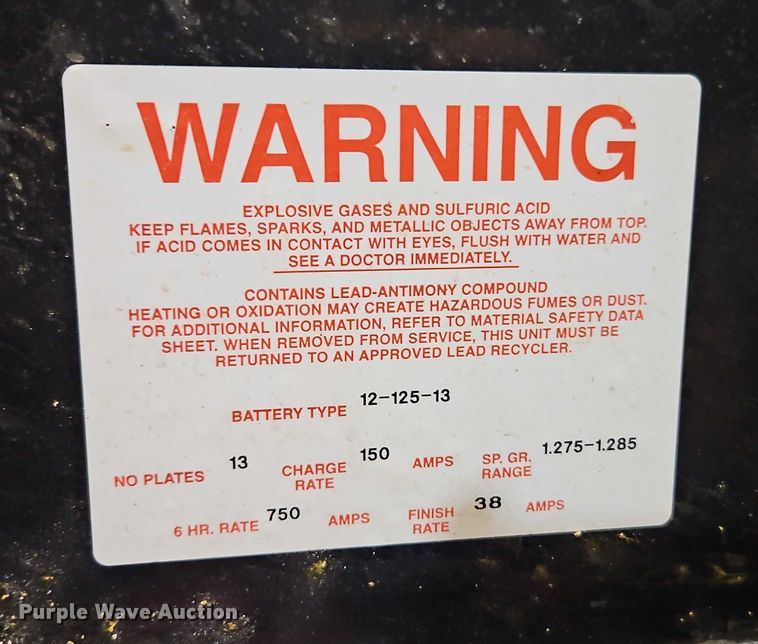 WARNING
EXPLOSIVE GASES AND SULFURIC ACID
KEEP FLAMES, SPARKS, AND METALLIC OBJECTS AWAY FROM TOP.
IF ACID COMES IN CONTACT WITH EYES, FLUSH WITH WATER AND
SEE A DOCTOR IMMEDIATELY.
CONTAINS LEAD-ANTIMONY COMPOUND
HEATING OR OXIDATION MAY CREATE HAZARDOUS FUMES OR DUST.
FOR ADDITIONAL INFORMATION, REFER TO MATERIAL SAFETY DATA
SHEET. WHEN REMOVED FROM SERVICE, THIS UNIT MUST BE
RETURNED TO AN APPROVED LEAD RECYCLER.
BATTERY TYPE 12-125-13
NO PLATES 13 CHARGE RATE 150 AMPS SP. GR. RANGE 1.275-1.285
6 HR. RATE 750 AMPS FINISH RATE 38 AMPS
Purple Wave Auction